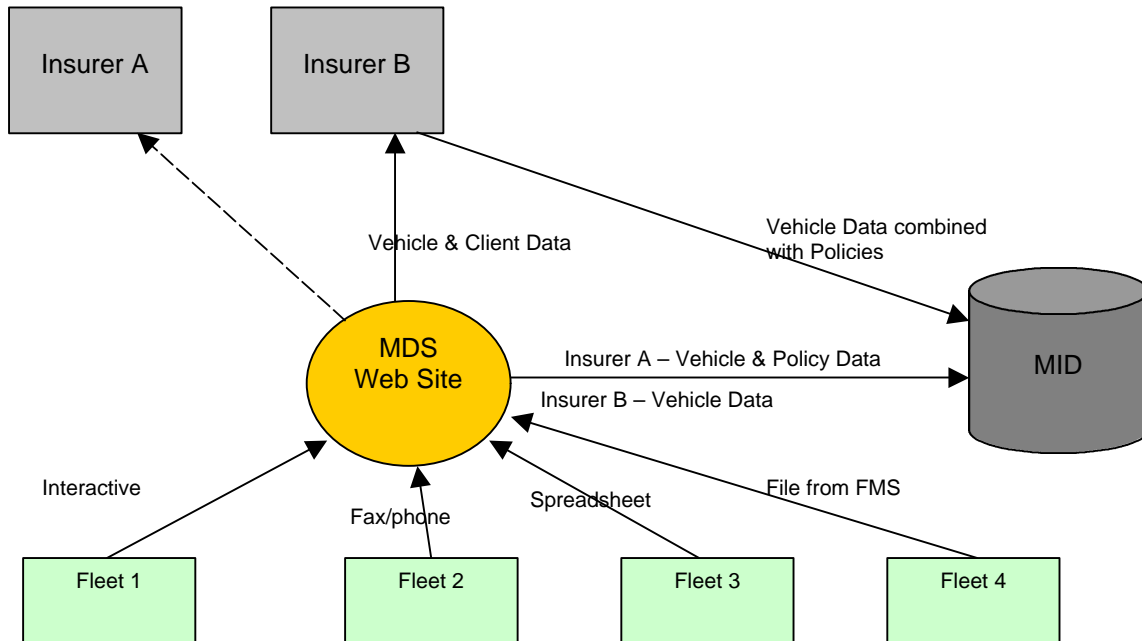 Insurer A
Insurer B
Vehicle & Client Data
Vehicle Data combined
with Policies
MDS
Web Site
Insurer A – Vehicle & Policy Data
MID
Insurer B – Vehicle Data
Interactive
Fax/phone
Spreadsheet
File from FMS
Fleet 1
Fleet 2
Fleet 3
Fleet 4